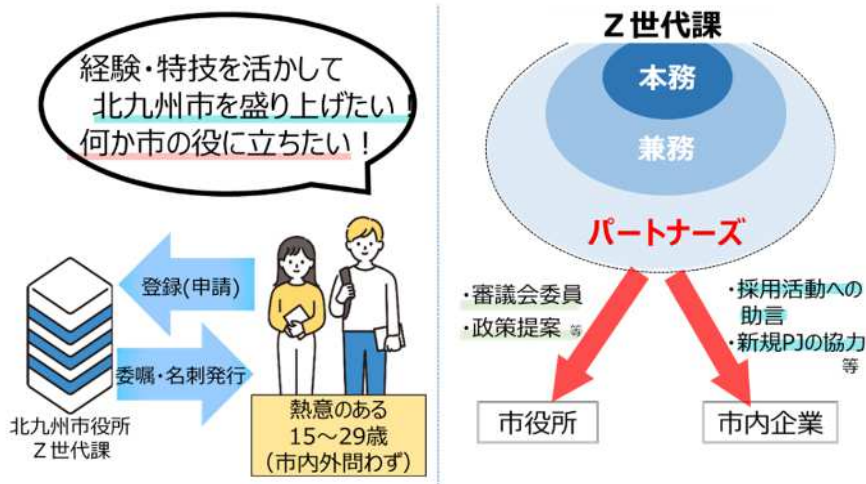 経験・特技を活かして
北九州市を盛り上げたい！
何か市の役に立ちたい！
登録(申請)
委嘱・名刺発行
北九州市役所
Ｚ世代課
熱意のある
15～29歳
（市内外問わず）
Ｚ世代課
本務
兼務
パートナーズ
・審議会委員
・政策提案 等
・採用活動への
助言
・新規PJの協力
等
市役所
市内企業